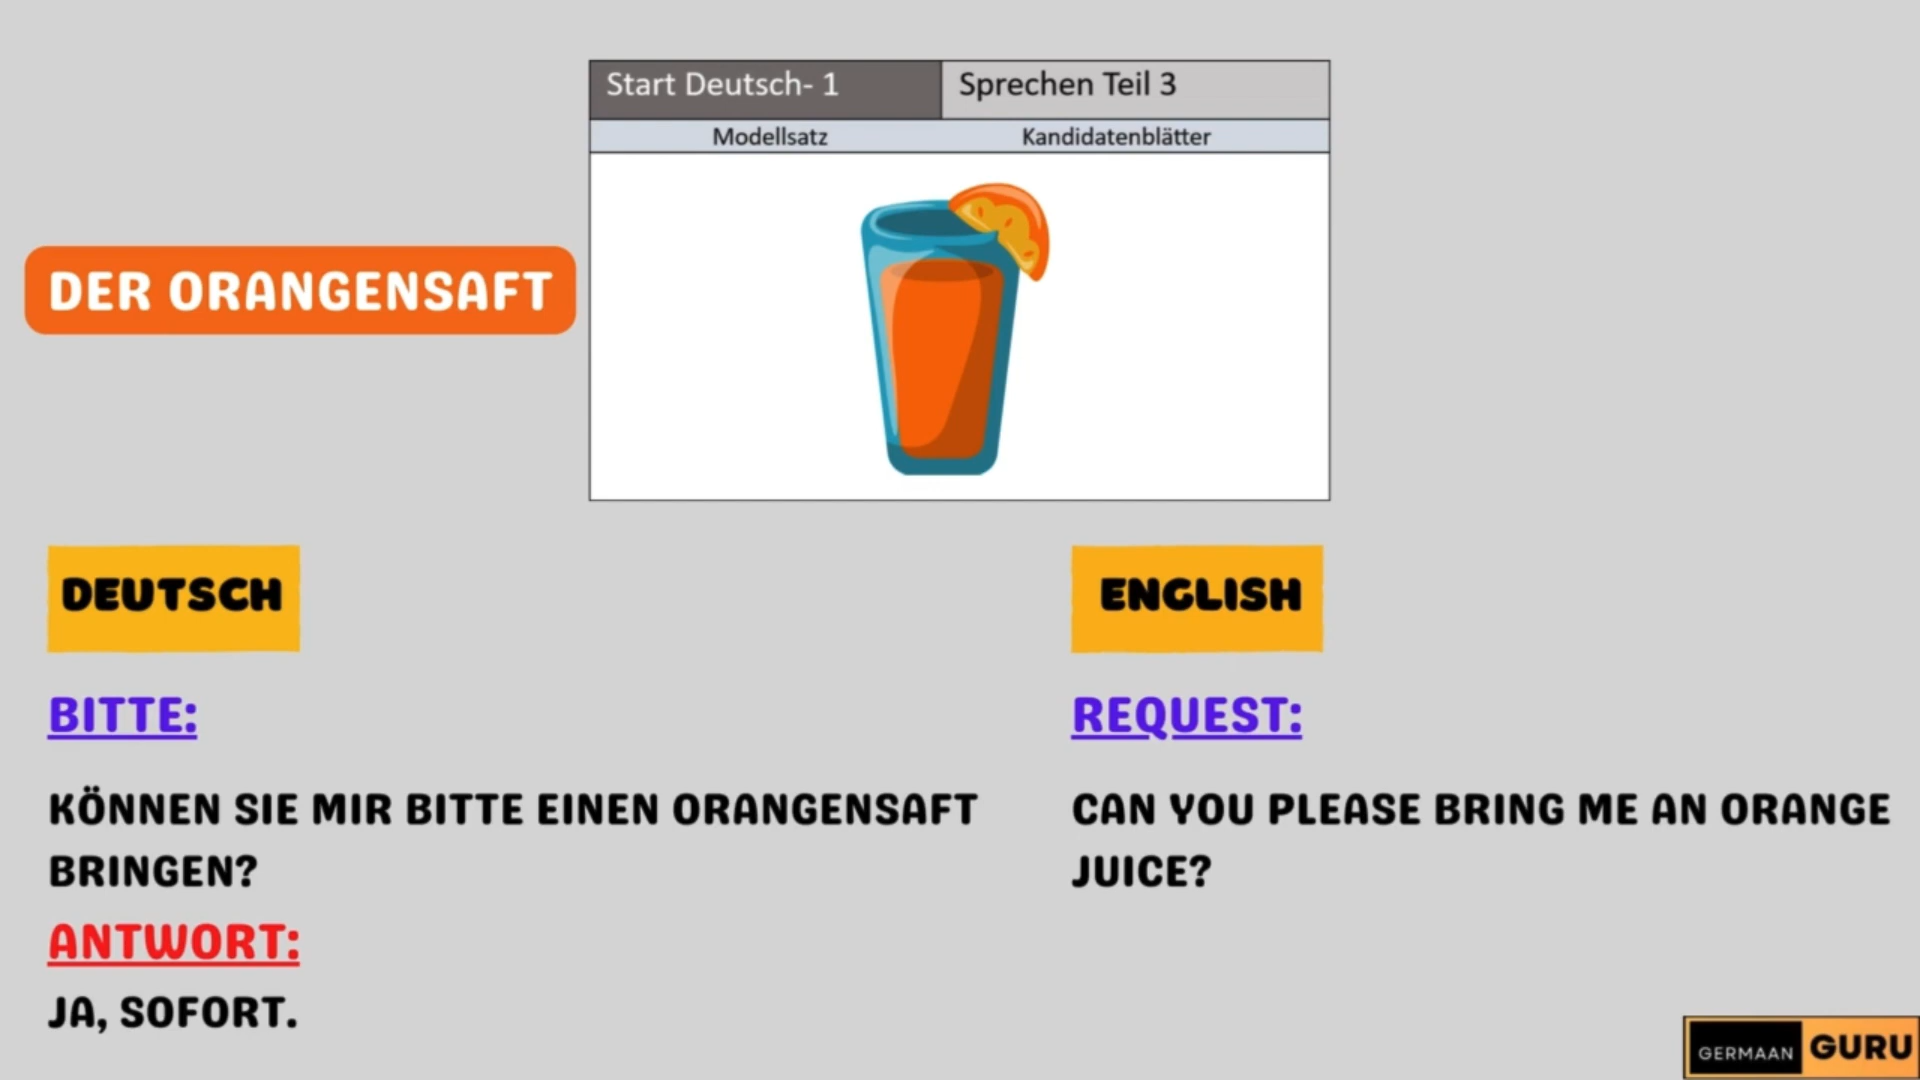 Start Deutsch- 1
Sprechen Teil 3
Modellsatz
Kandidatenblätter
DER ORANGENSAFT
DEUTSCH
BITTE:
KÖNNEN SIE MIR BITTE EINEN ORANGENSAFT
BRINGEN?
ANTWORT:
JA, SOFORT.
ENGLISH
REQUEST:
CAN YOU PLEASE BRING ME AN ORANGE
JUICE?
GERMAAN GURU